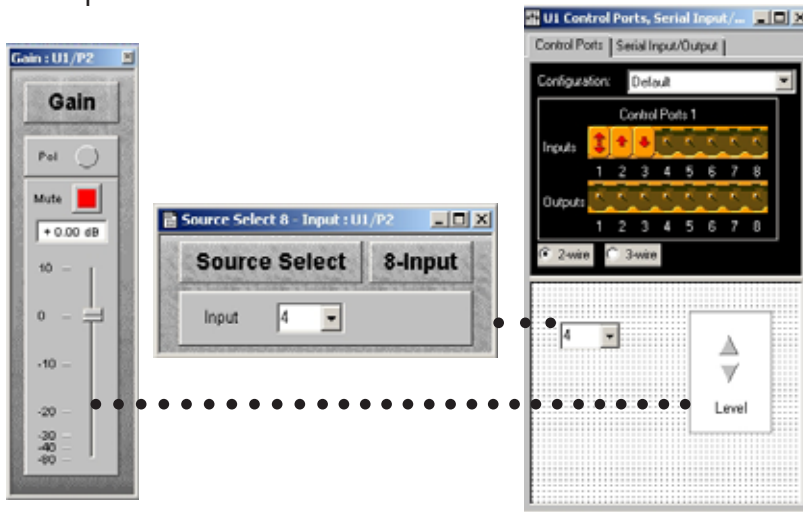 Gain : U1/P2
Gain
Pol
Mute
+ 0.00 dB
10
0
-10
-20
-30
-40
-80
Source Select 8 - Input : U1/P2
Source Select
8-Input
Input
4
U1 Control Ports, Serial Input/...
Control Ports
Serial Input/Output
Configuration:
Default
Control Ports 1
Inputs
1 2 3 4 5 6 7 8
Outputs
1 2 3 4 5 6 7 8
2-wire
3-wire
4
Level